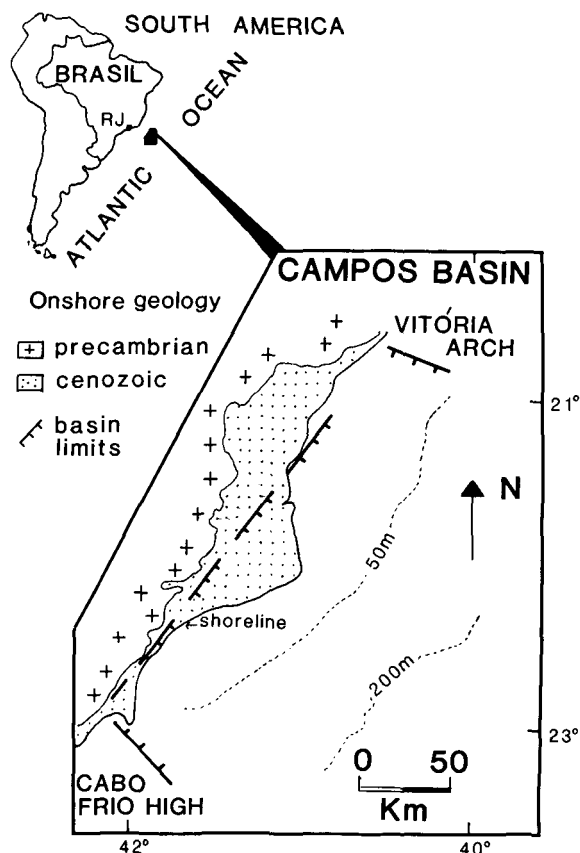 SOUTH AMERICA
BRASIL
RJ
ATLANTIC OCEAN
CAMPOS BASIN
Onshore geology
precambrian
cenozoic
basin
limits
VITÓRIA
ARCH
21°
N
50m
shoreline
200m
23°
0 50
Km
CABO
FRIO HIGH
42° 40°